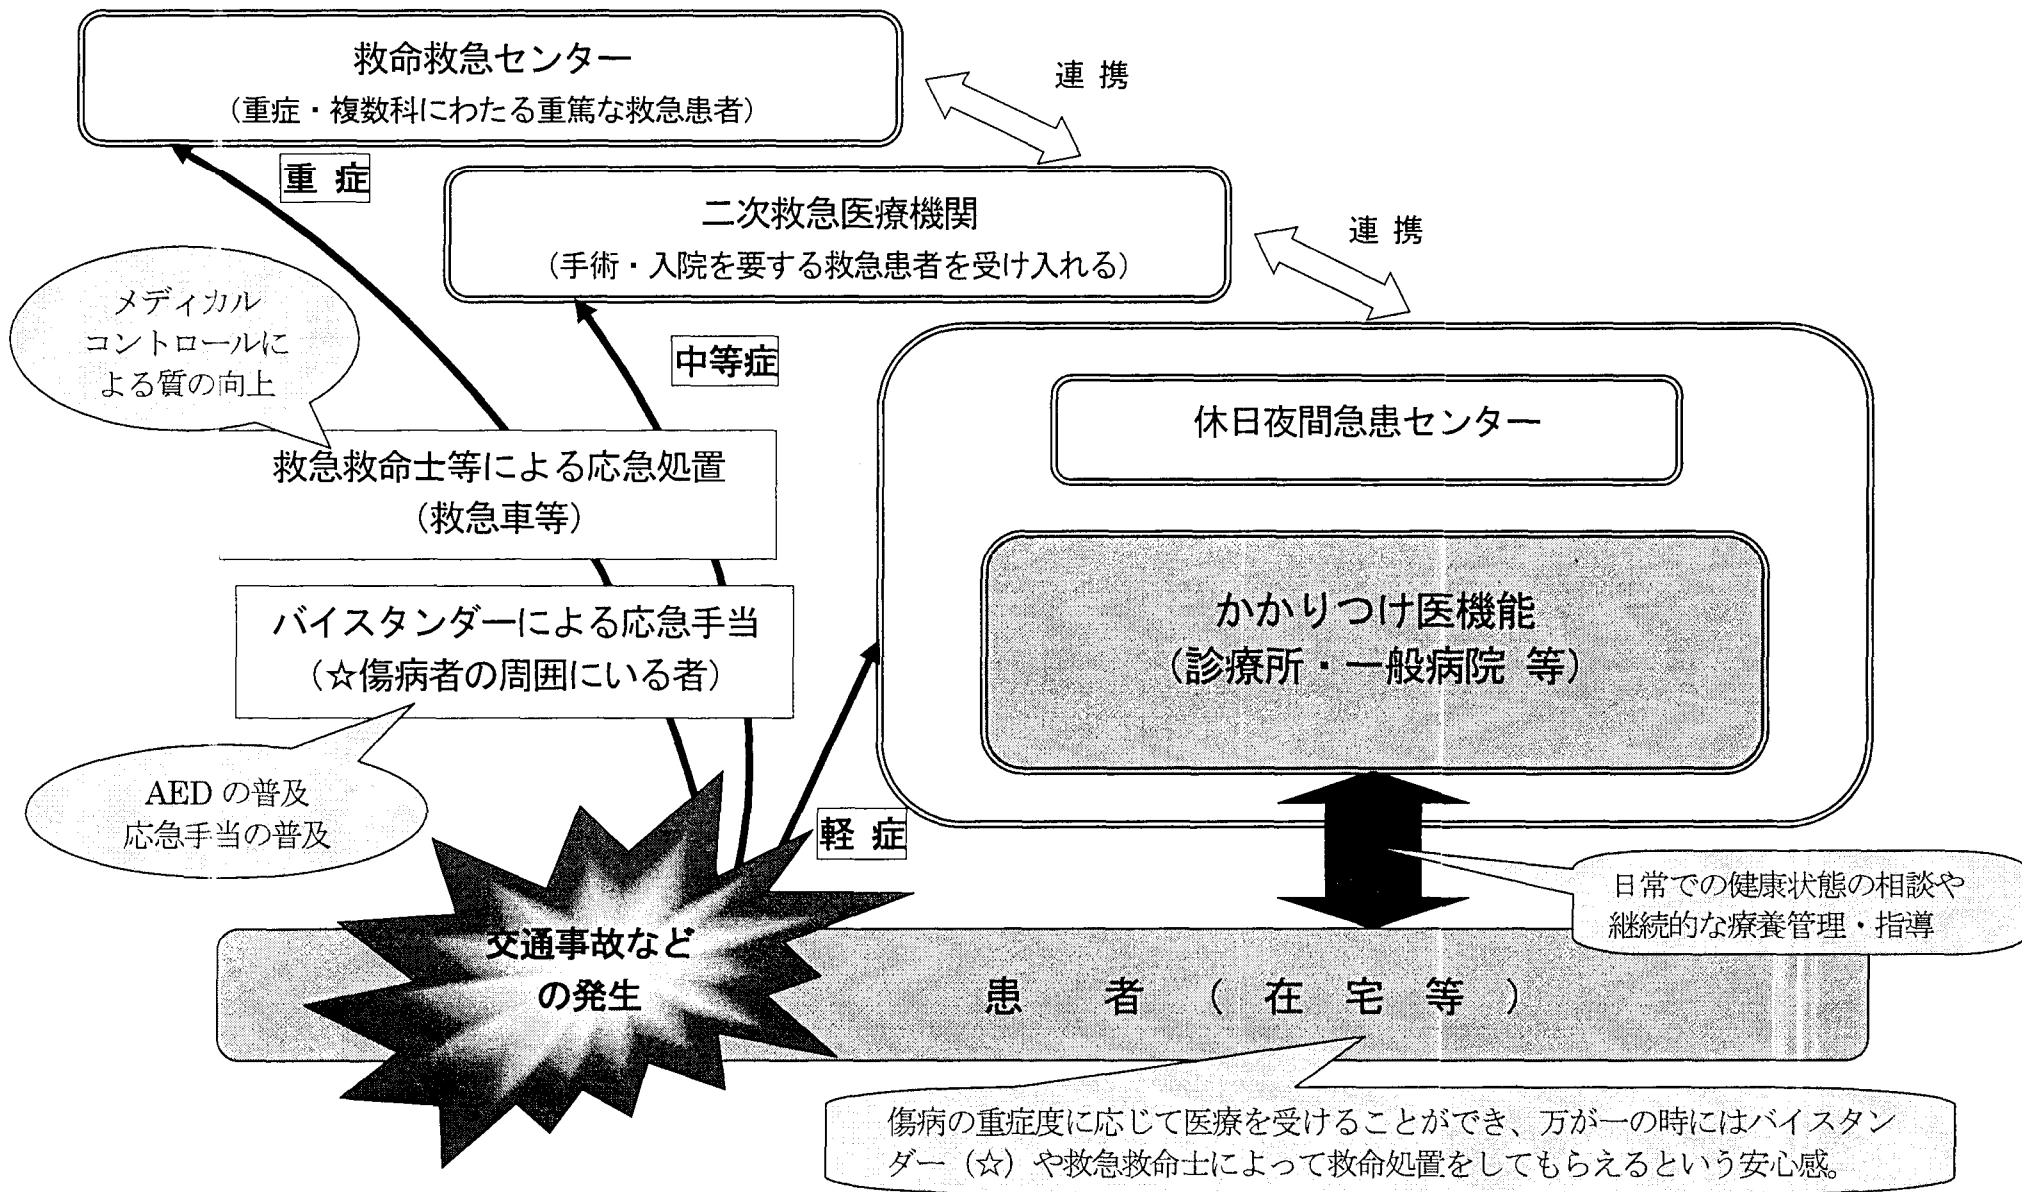 救命救急センター
（重症・複数科にわたる重篤な救急患者）
連 携
重 症
二次救急医療機関
（手術・入院を要する救急患者を受け入れる）
連 携
メディカル
コントロールに
よる質の向上
中等症
休日夜間急患センター
救急救命士等による応急処置
（救急車等）
かかりつけ医機能
（診療所・一般病院 等）
バイスタンダーによる応急手当
（☆傷病者の周囲にいる者）
AED の普及
応急手当の普及
軽 症
日常での健康状態の相談や
継続的な療養管理・指導
交通事故など
の発生
患 者 （ 在 宅 等 ）
傷病の重症度に応じて医療を受けることができ、万が一の時にはバイスタン
ダー（☆）や救急救命士によって救命処置をしてもらえるという安心感。